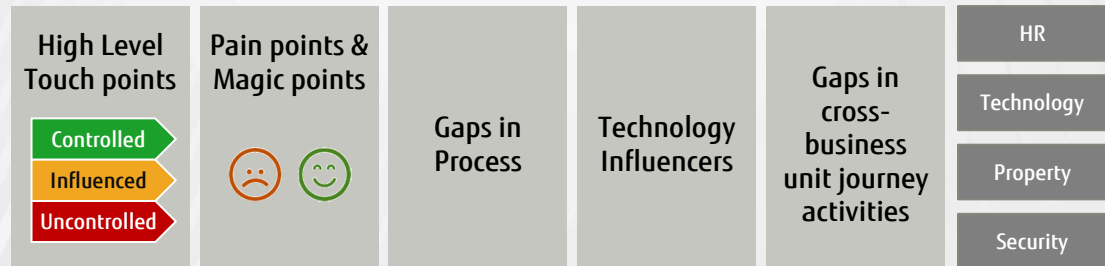 High Level
Touch points
Controlled
Influenced
Uncontrolled
Pain points &
Magic points
Gaps in
Process
Technology
Influencers
Gaps in
cross-
business
unit journey
activities
HR
Technology
Property
Security